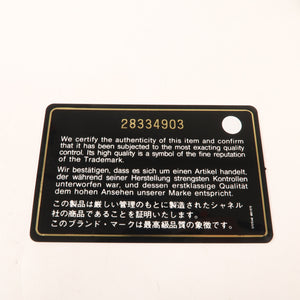 28334903
We certify the authenticity of this item and confirm
that it has been subjected to the most exacting quality
control. Its high quality is a symbol of the fine reputation
of the Trademark.
Wir bestätigen, dass es sich um einen Artikel handelt,
der während seiner Herstellung strengsten Kontrollen
unterworfen war, und dessen erstklassige Qualität
dem hohen Ansehen unserer Marke entspricht.
この製品は厳しい管理のもとに製造されたシャネル
社の商品であることを証明いたします。
このブランド・マークは最高級品質の象徴です。